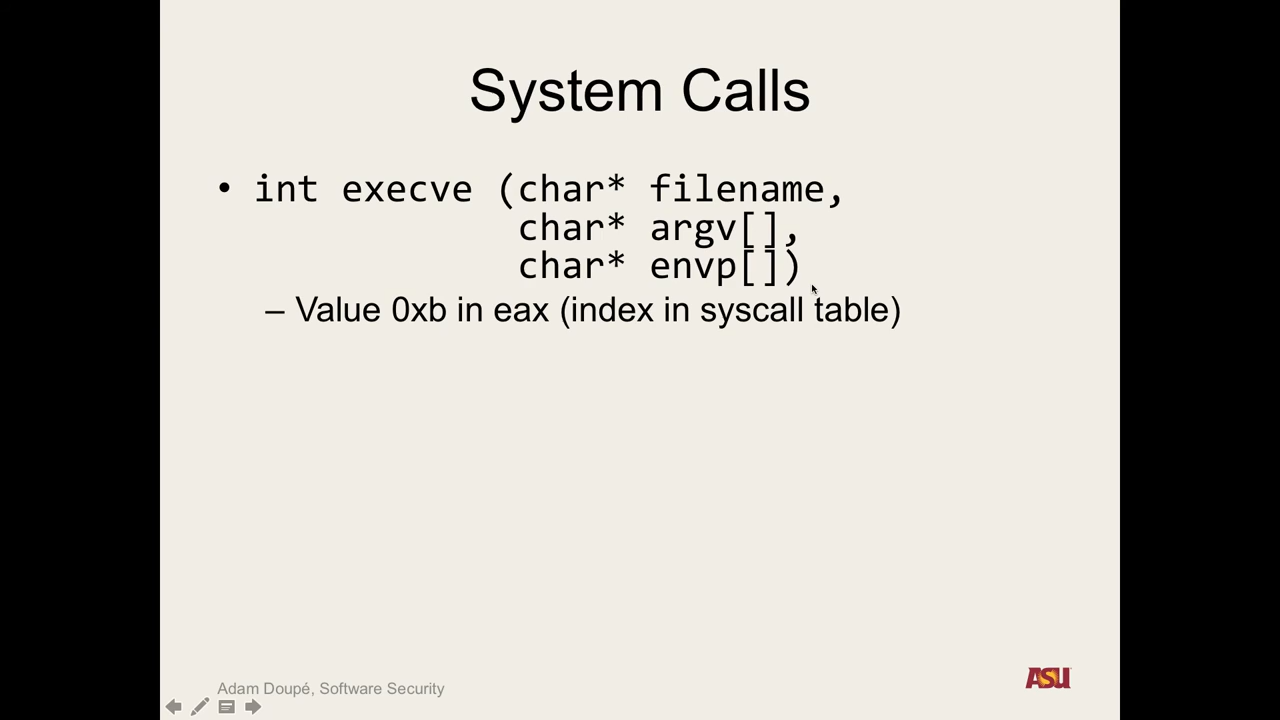 System Calls
• int execve (char* filename,
char* argv[],
char* envp[])
– Value 0xb in eax (index in syscall table)
Adam Doupé, Software Security
ASU